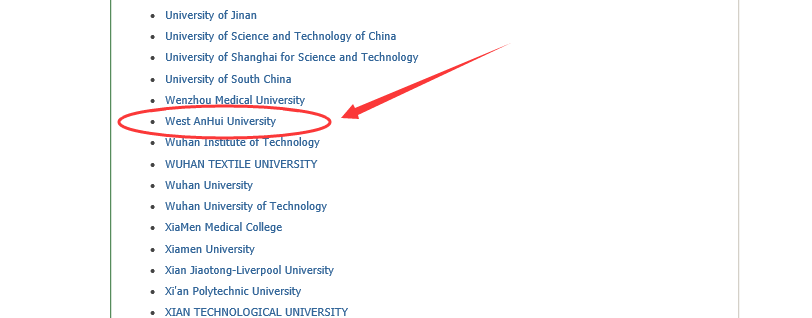 University of Jinan
University of Science and Technology of China
University of Shanghai for Science and Technology
University of South China
Wenzhou Medical University
West AnHui University
Wuhan Institute of Technology
WUHAN TEXTILE UNIVERSITY
Wuhan University
Wuhan University of Technology
XiaMen Medical College
Xiamen University
Xian Jiaotong-Liverpool University
Xi'an Polytechnic University
XIAN TECHNOLOGICAL UNIVERSITY